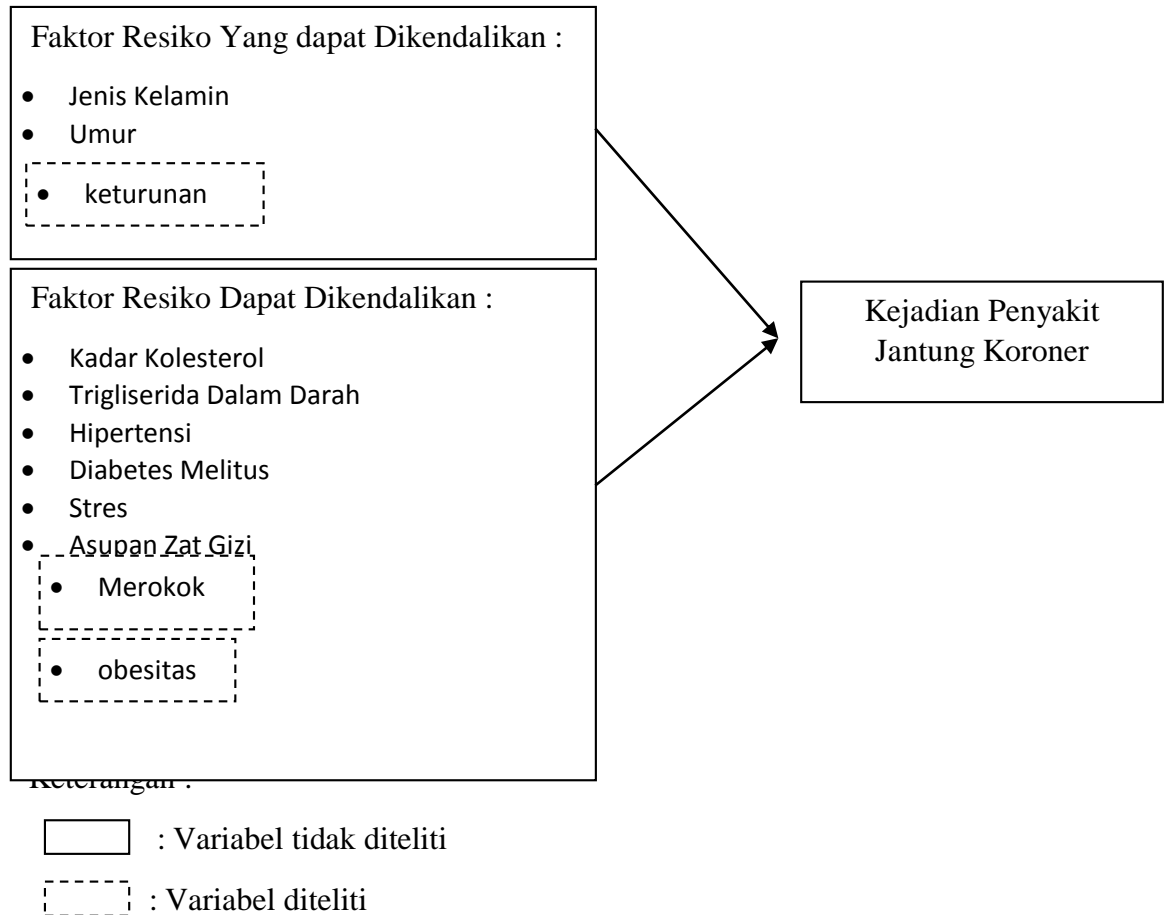 Faktor Resiko Yang dapat Dikendalikan :
• Jenis Kelamin
• Umur
• keturunan
Faktor Resiko Dapat Dikendalikan :
• Kadar Kolesterol
• Trigliserida Dalam Darah
• Hipertensi
• Diabetes Melitus
• Stres
• Asupan Zat Gizi
• Merokok
• obesitas
Kejadian Penyakit
Jantung Koroner
Keterangan :
: Variabel tidak diteliti
: Variabel diteliti